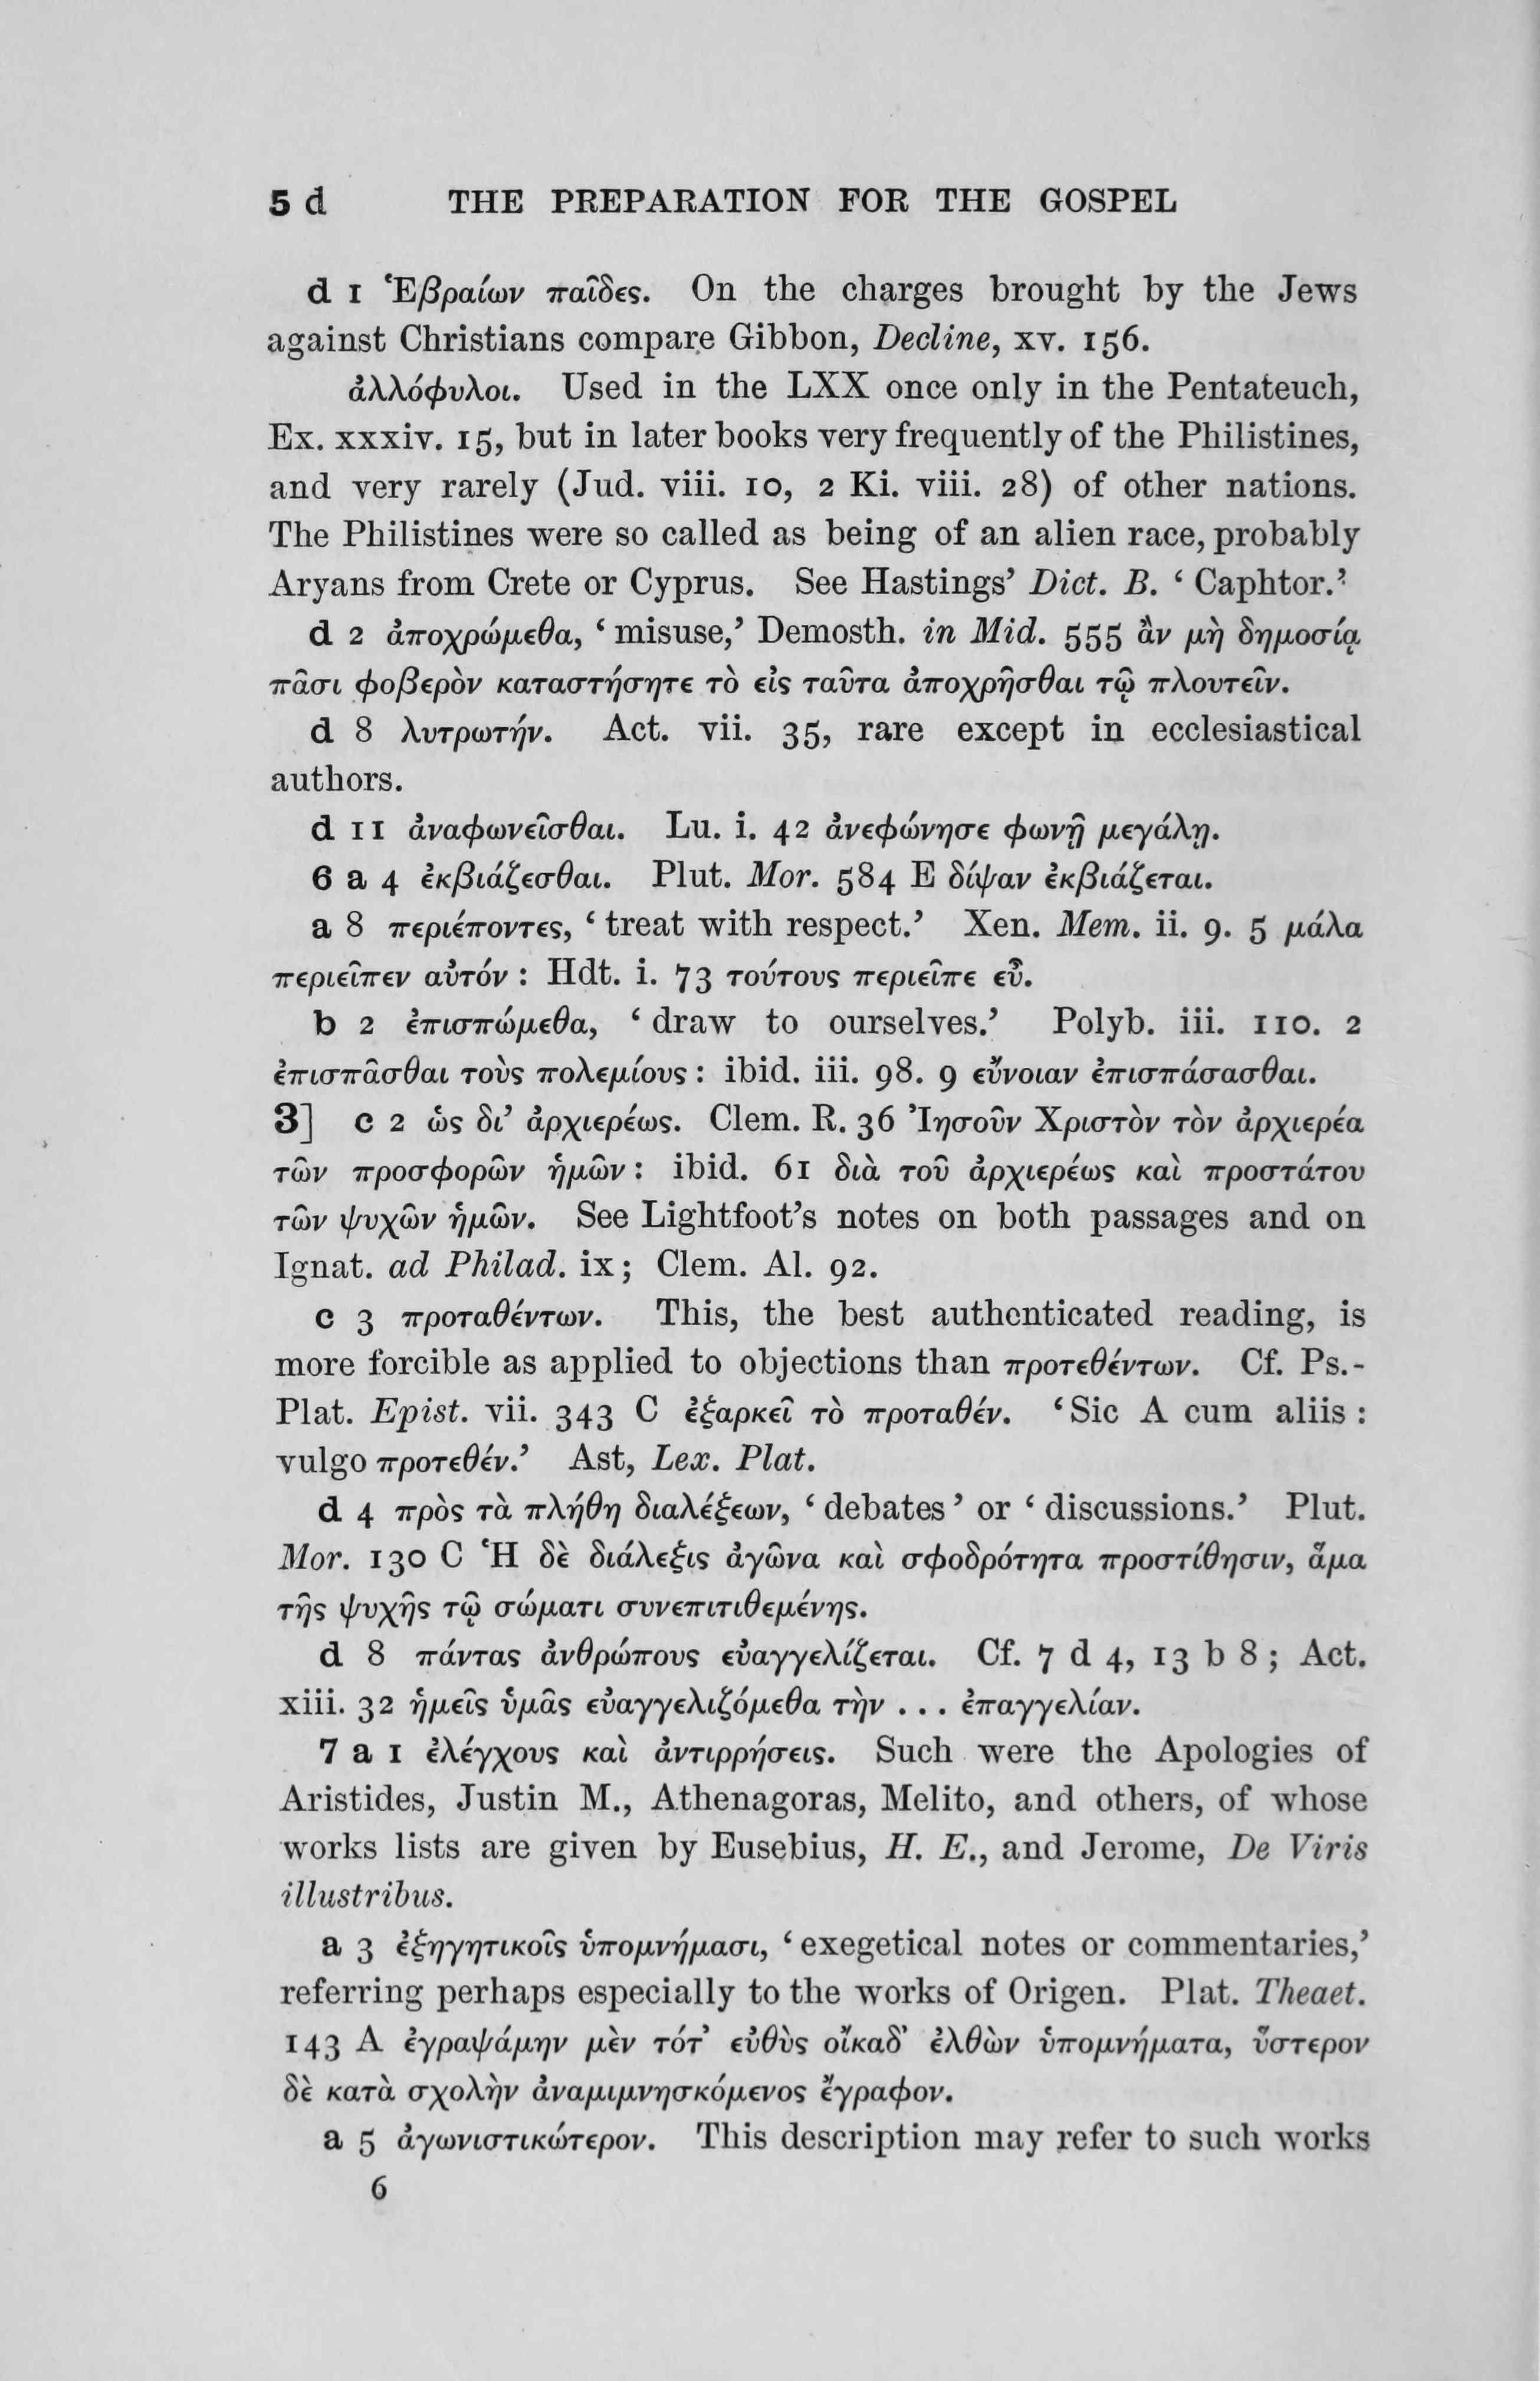 5 d THE PREPARATION FOR THE GOSPEL
d 1 Ἑβραίων παῖδες. On the charges brought by the Jews
against Christians compare Gibbon, Decline, xv. 156.
ἀλλόφυλοι. Used in the LXX once only in the Pentateuch,
Ex. xxxiv. 15, but in later books very frequently of the Philistines,
and very rarely (Jud. viii. 10, 2 Ki. viii. 28) of other nations.
The Philistines were so called as being of an alien race, probably
Aryans from Crete or Cyprus. See Hastings’ Dict. B. ‘ Caphtor.’
d 2 ἀποχρώμεθα, ‘ misuse,’ Demosth. in Mid. 555 ἂν μὴ δημοσίᾳ
πᾶσι φοβερὸν καταστήσητε τὸ εἰς ταῦτα ἀποχρῆσθαι τῷ πλουτεῖν.
d 8 λυτρωτήν. Act. vii. 35, rare except in ecclesiastical
authors.
d 11 ἀναφωνεῖσθαι. Lu. i. 42 ἀνεφώνησε φωνῇ μεγάλῃ.
6 a 4 ἐκβιάζεσθαι. Plut. Mor. 584 E δίψαν ἐκβιάζεται.
a 8 περιέποντες, ‘ treat with respect.’ Xen. Mem. ii. 9. 5 μάλα
περιεῖπεν αὐτόν : Hdt. i. 73 τούτους περιεῖπε εὖ.
b 2 ἐπισπώμεθα, ‘ draw to ourselves.’ Polyb. iii. 110. 2
ἐπισπᾶσθαι τοὺς πολεμίους : ibid. iii. 98. 9 εὔνοιαν ἐπισπάσασθαι.
3] c 2 ὡς δι’ ἀρχιερέως. Clem. R. 36 Ἰησοῦν Χριστὸν τὸν ἀρχιερέα
τῶν προσφορῶν ἡμῶν : ibid. 61 διὰ τοῦ ἀρχιερέως καὶ προστάτου
τῶν ψυχῶν ἡμῶν. See Lightfoot’s notes on both passages and on
Ignat. ad Philad. ix ; Clem. Al. 92.
c 3 προταθέντων. This, the best authenticated reading, is
more forcible as applied to objections than προτεθέντων. Cf. Ps.-
Plat. Epist. vii. 343 C ἐξαρκεῖ τὸ προταθέν. ‘ Sic A cum aliis :
vulgo προτεθέν.’ Ast, Lex. Plat.
d 4 πρὸς τὰ πλήθη διαλέξεων, ‘ debates ’ or ‘ discussions.’ Plut.
Mor. 130 C Ἡ δὲ διάλεξις ἀγῶνα καὶ σφοδρότητα προστίθησιν, ἅμα
τῆς ψυχῆς τῷ σώματι συνεπιτιθεμένης.
d 8 πάντας ἀνθρώπους εὐαγγελίζεται. Cf. 7 d 4, 13 b 8 ; Act.
xiii. 32 ἡμεῖς ὑμᾶς εὐαγγελιζόμεθα τὴν . . . ἐπαγγελίαν.
7 a 1 ἐλέγχους καὶ ἀντιρρήσεις. Such were the Apologies of
Aristides, Justin M., Athenagoras, Melito, and others, of whose
works lists are given by Eusebius, H. E., and Jerome, De Viris
illustribus.
a 3 ἐξηγητικοῖς ὑπομνήμασι, ‘ exegetical notes or commentaries,’
referring perhaps especially to the works of Origen. Plat. Theaet.
143 A ἐγραψάμην μὲν τότ’ εὐθὺς οἴκαδ’ ἐλθὼν ὑπομνήματα, ὕστερον
δὲ κατὰ σχολὴν ἀναμιμνησκόμενος ἔγραφον.
a 5 ἀγωνιστικώτερον. This description may refer to such works
6